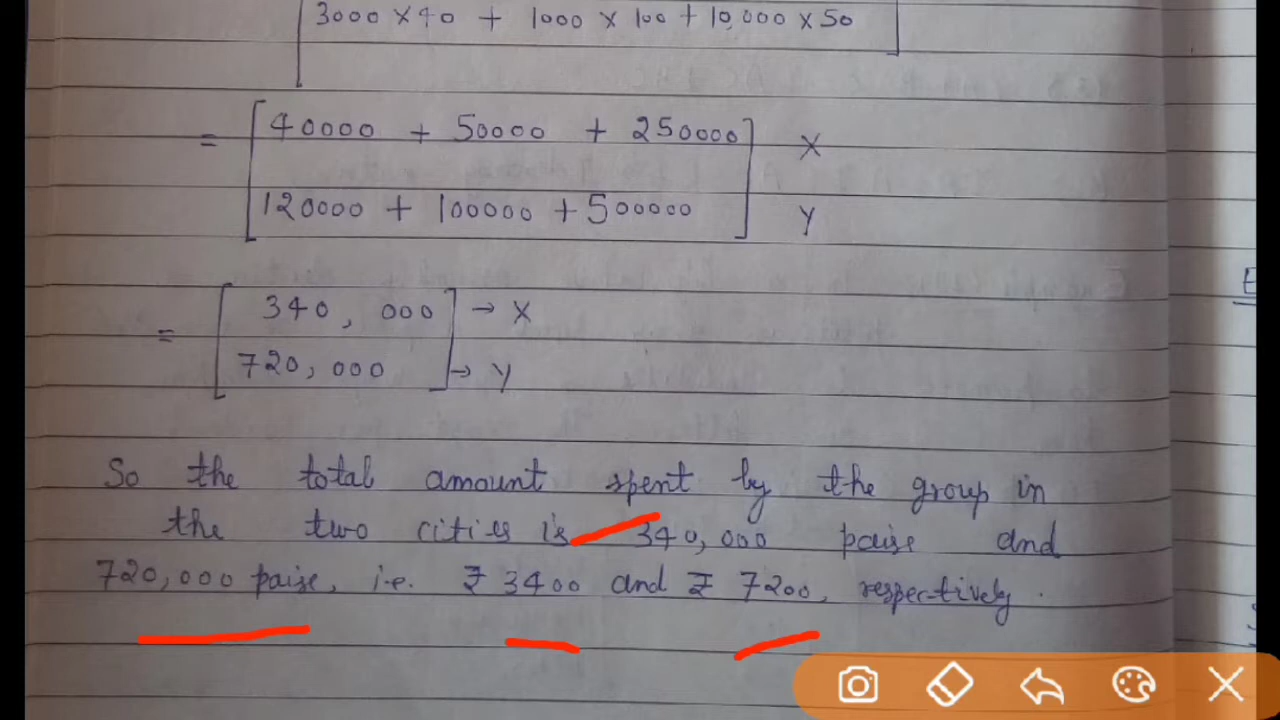 3000 × 40 + 1000 × 100 + 10,000 × 50
= [40000 + 50000 + 250000] X
[120000 + 100000 + 500000] Y
= [340,000] → X
[720,000] → Y
So the total amount spent by the group in
the two cities is 340,000 paise and
720,000 paise, i.e. ₹ 3400 and ₹ 7200, respectively.
E